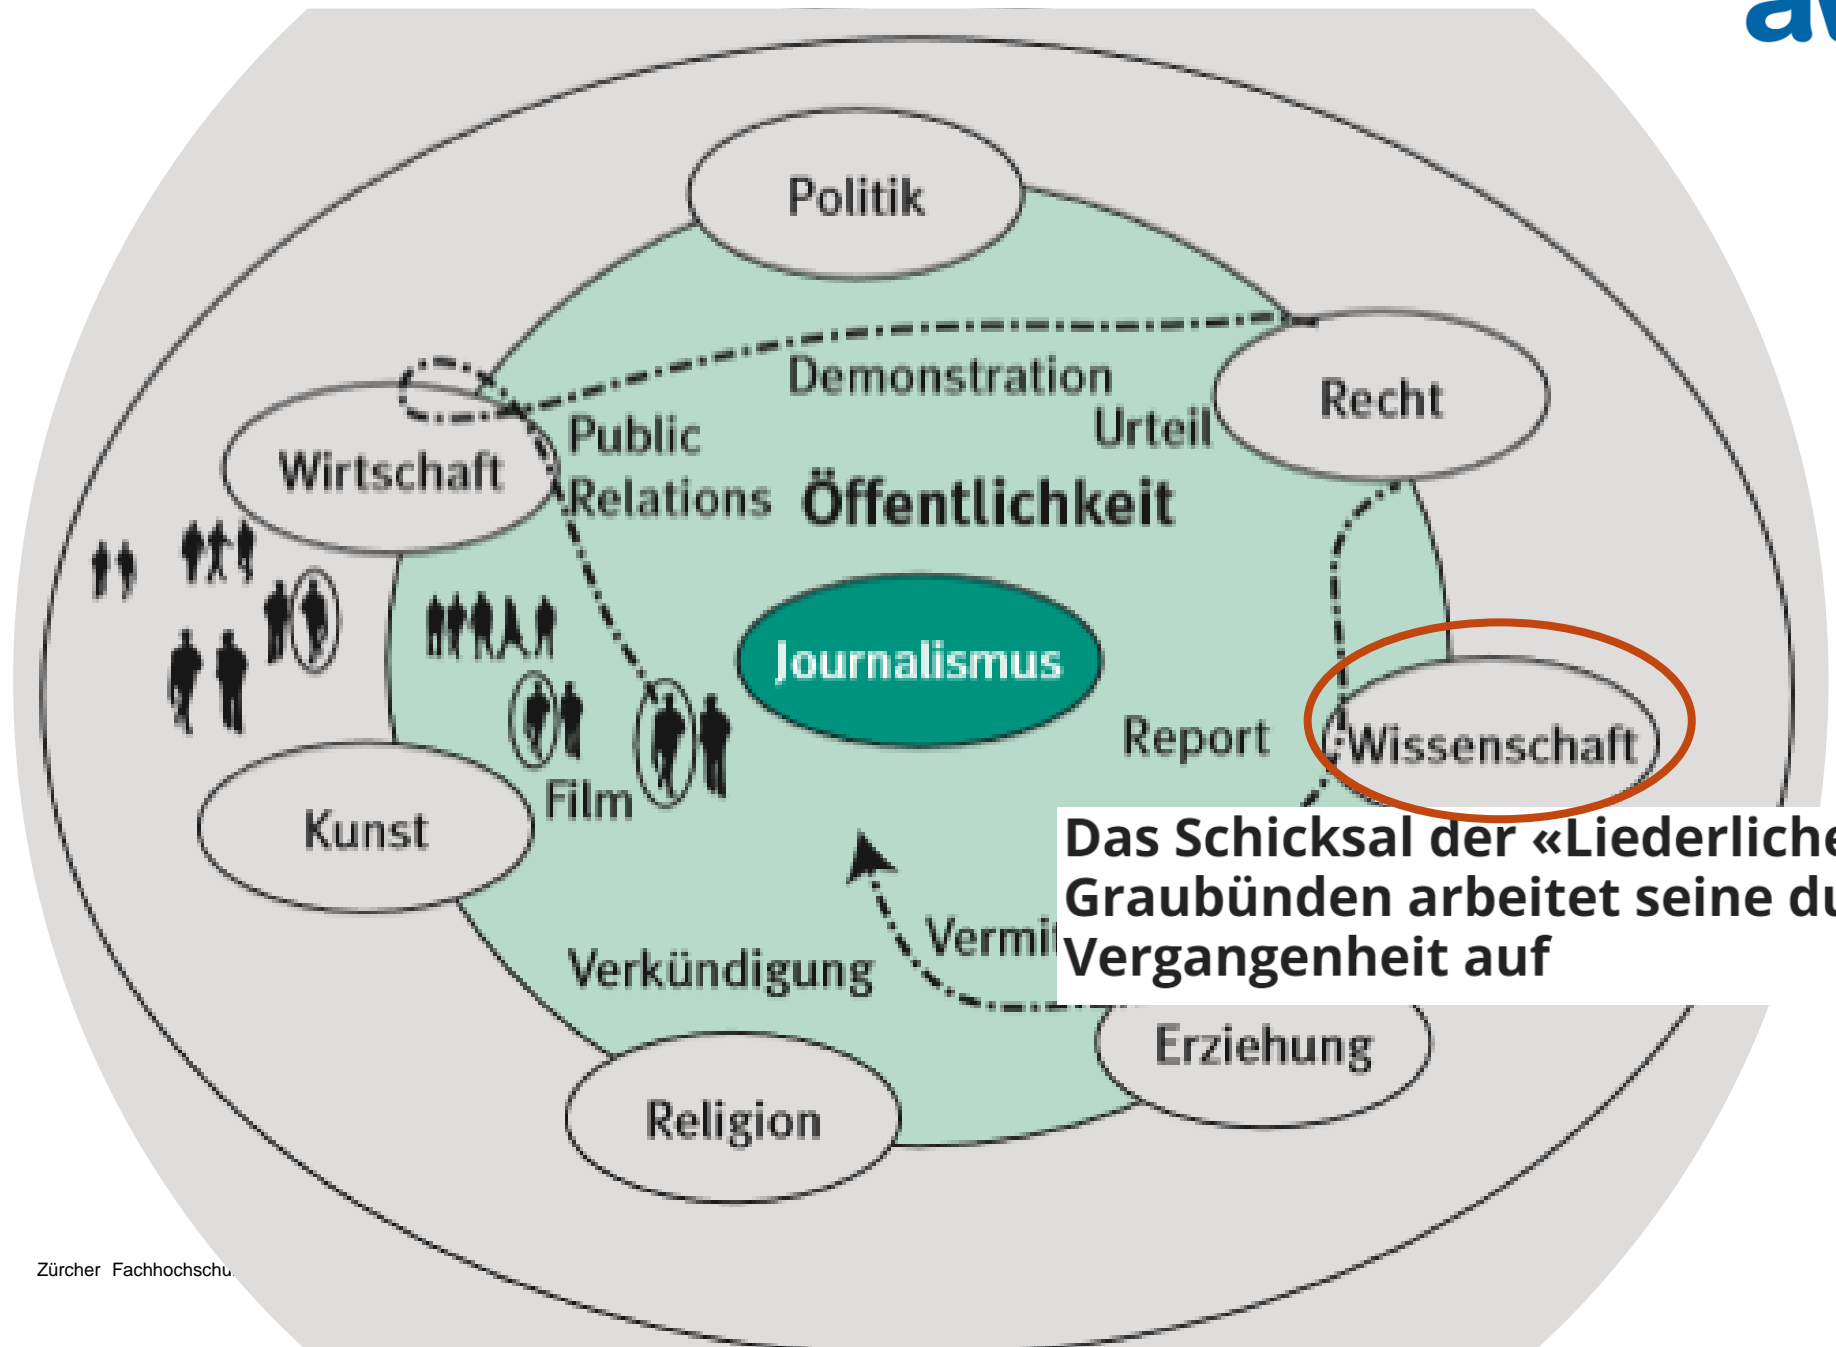 Politik
Demonstration
Recht
Urteil
Public
Relations
Wirtschaft
Öffentlichkeit
Journalismus
Report
Wissenschaft
Film
Kunst
Das Schicksal der «Liederliche
Graubünden arbeitet seine du
Vergangenheit auf
Vermi
Verkündigung
Erziehung
Religion
Zürcher Fachhochschu